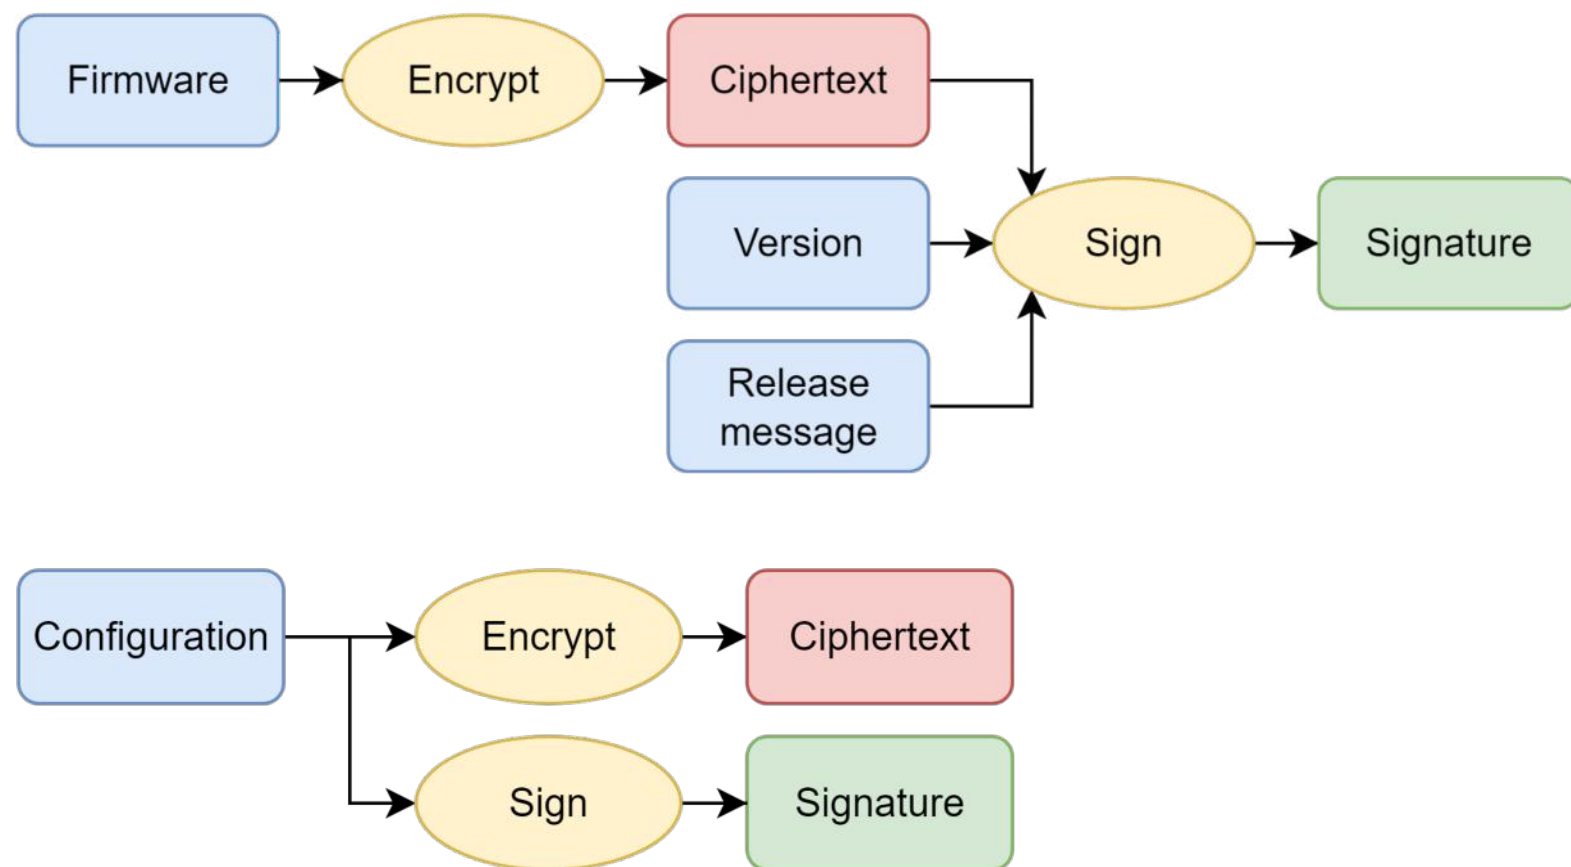 Firmware
Encrypt
Ciphertext
Version
Sign
Signature
Release
message
Configuration
Encrypt
Ciphertext
Sign
Signature